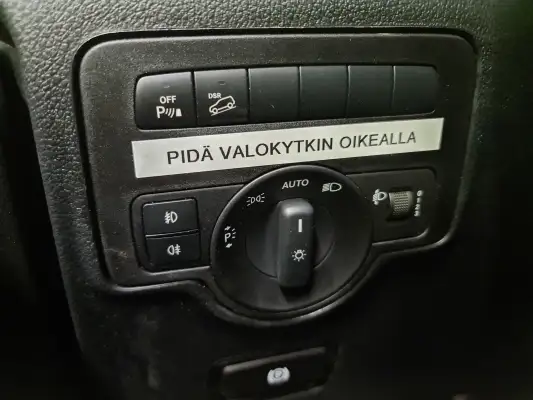 OFF
P
DSR
PIDÄ VALOKYTKIN OIKEALLA
AUTO
P